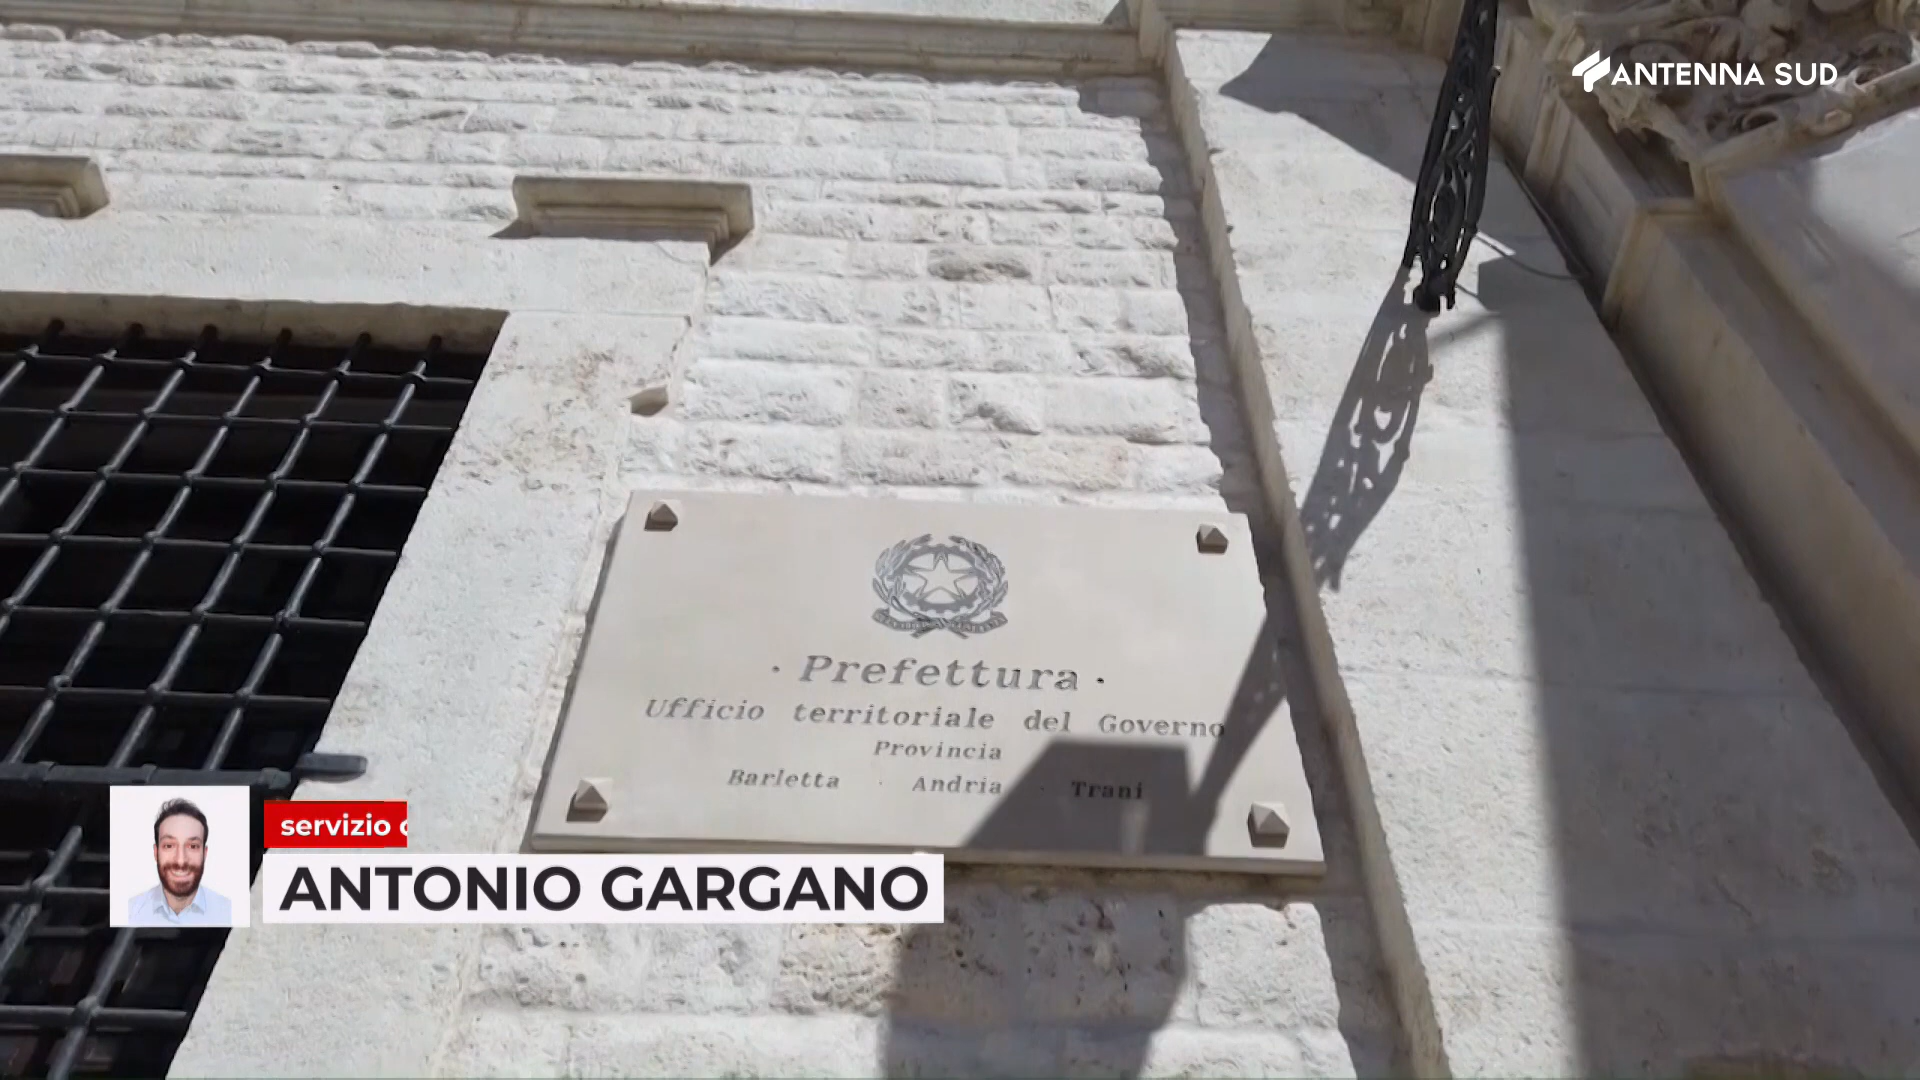 ANTENNA SUD
· Prefettura ·
Ufficio territoriale del Governo
Provincia
Barletta · Andria · Trani
servizio
ANTONIO GARGANO